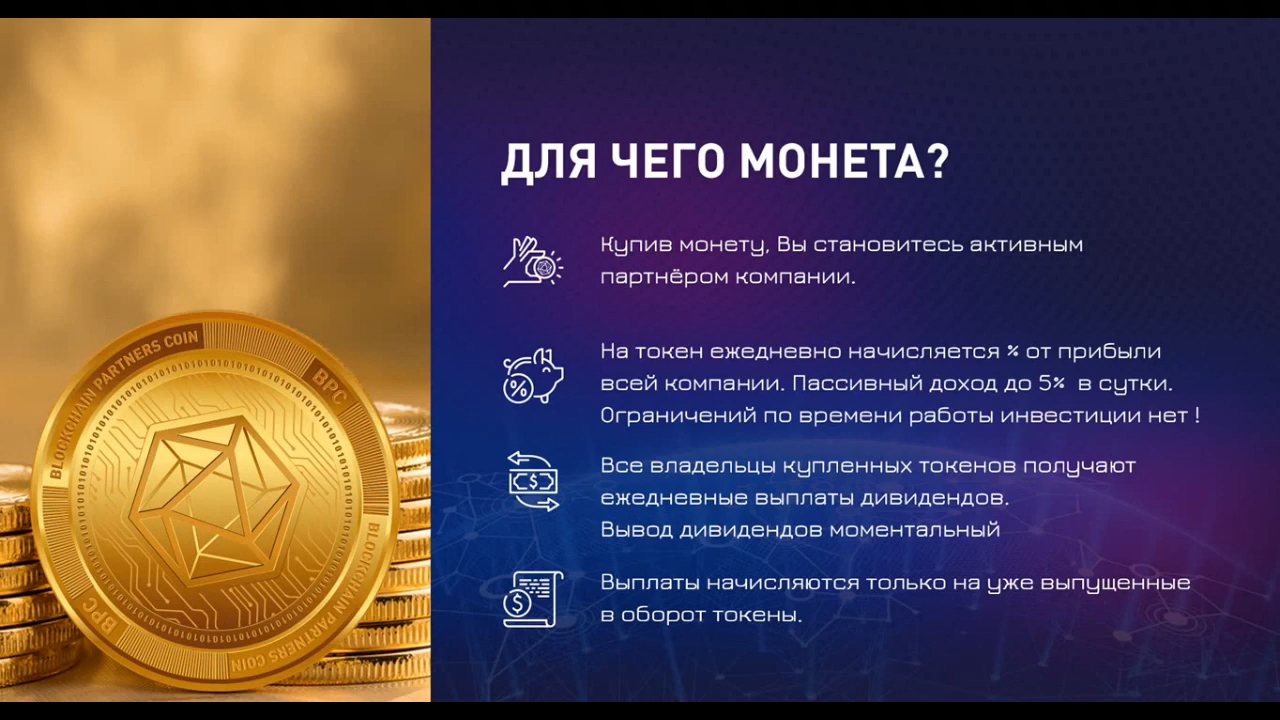 BLOCKCHAIN PARTNERS COIN
BPC
BLOCKCHAIN PARTNERS COIN
BPC
ДЛЯ ЧЕГО МОНЕТА?
Купив монету, Вы становитесь активным
партнёром компании.
На токен ежедневно начисляется % от прибыли
всей компании. Пассивный доход до 5% в сутки.
Ограничений по времени работы инвестиции нет !
Все владельцы купленных токенов получают
ежедневные выплаты дивидендов.
Вывод дивидендов моментальный
Выплаты начисляются только на уже выпущенные
в оборот токены.